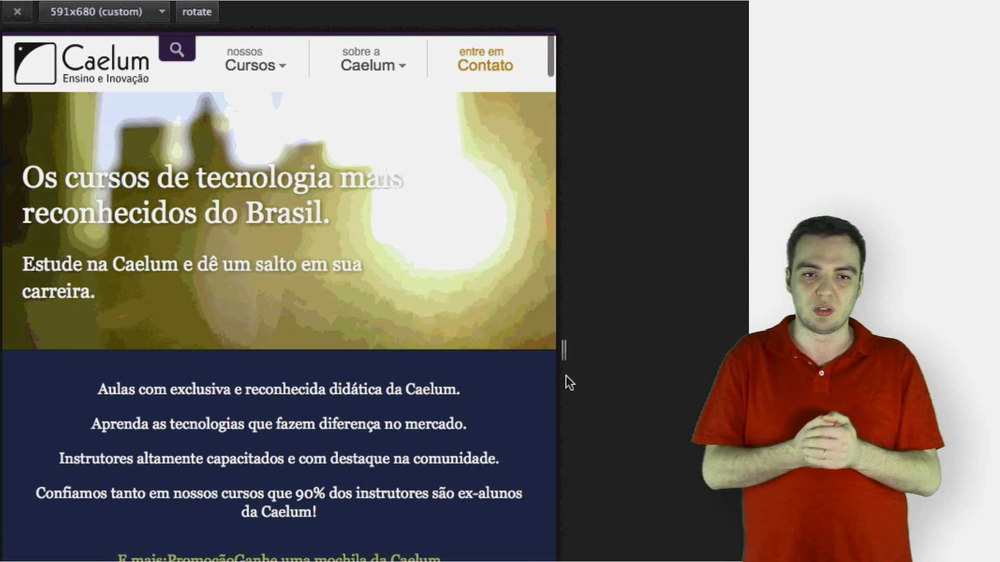 591x680 (custom)
rotate
Caelum
Ensino e Inovação
nossos
Cursos
sobre a
Caelum
entre em
Contato
Os cursos de tecnologia mais
reconhecidos do Brasil.
Estude na Caelum e dê um salto em sua
carreira.
Aulas com exclusiva e reconhecida didática da Caelum.
Aprenda as tecnologias que fazem diferença no mercado.
Instrutores altamente capacitados e com destaque na comunidade.
Confiamos tanto em nossos cursos que 90% dos instrutores são ex-alunos
da Caelum!
E mais:PromoçãoGanhe uma mochila da Caelum